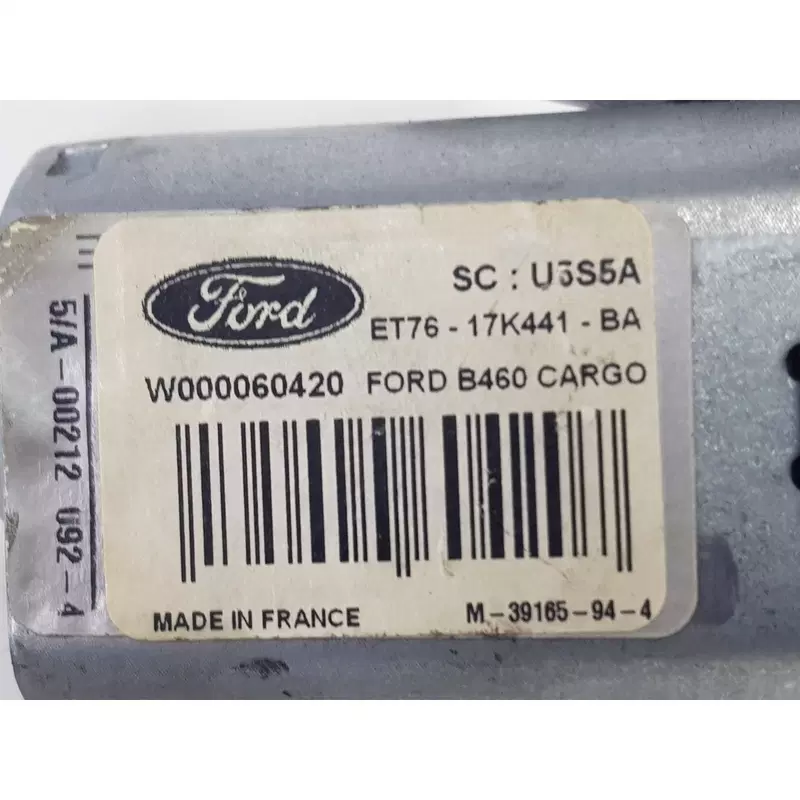 Ford
SC : U5S5A
ET76 - 17K441 - BA
W000060420 FORD B460 CARGO
MADE IN FRANCE
M-39165-94-4
5/A-00212 092-4